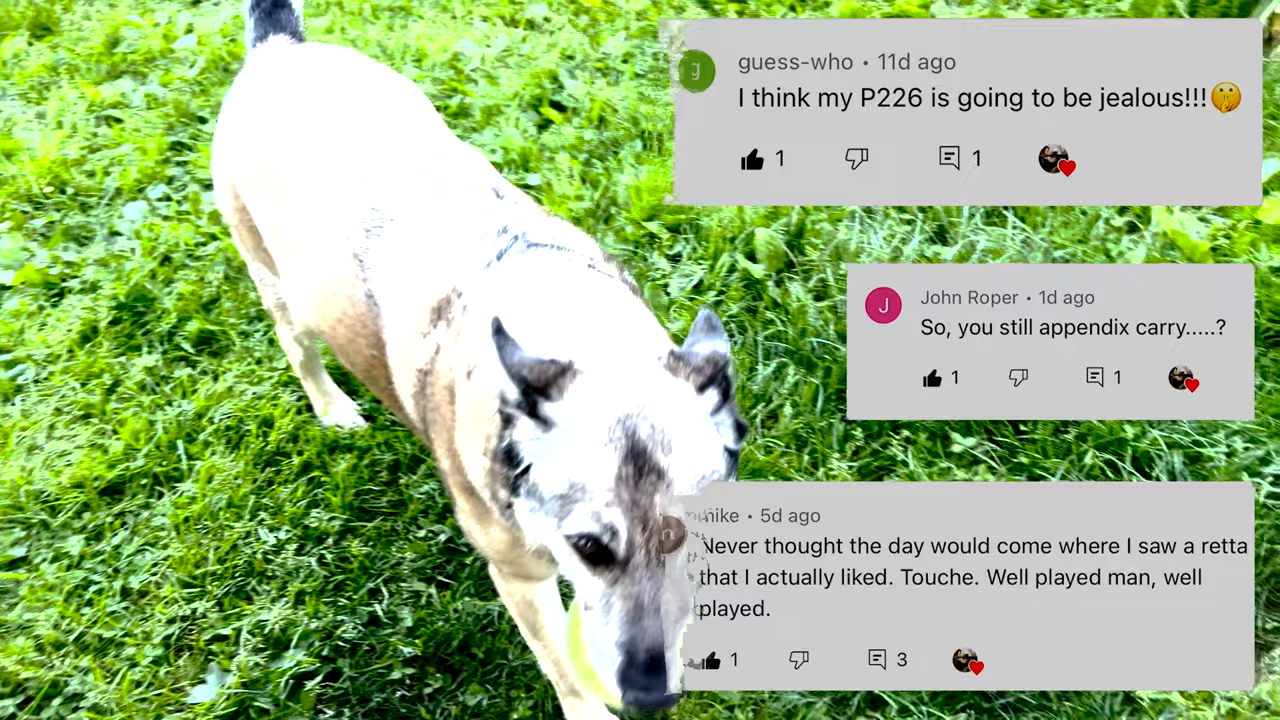 g
guess-who • 11d ago
I think my P226 is going to be jealous!!!🤫
1
1
J
John Roper • 1d ago
So, you still appendix carry.....?
1
1
mike • 5d ago
Never thought the day would come where I saw a retta
that I actually liked. Touche. Well played man, well
played.
1
3